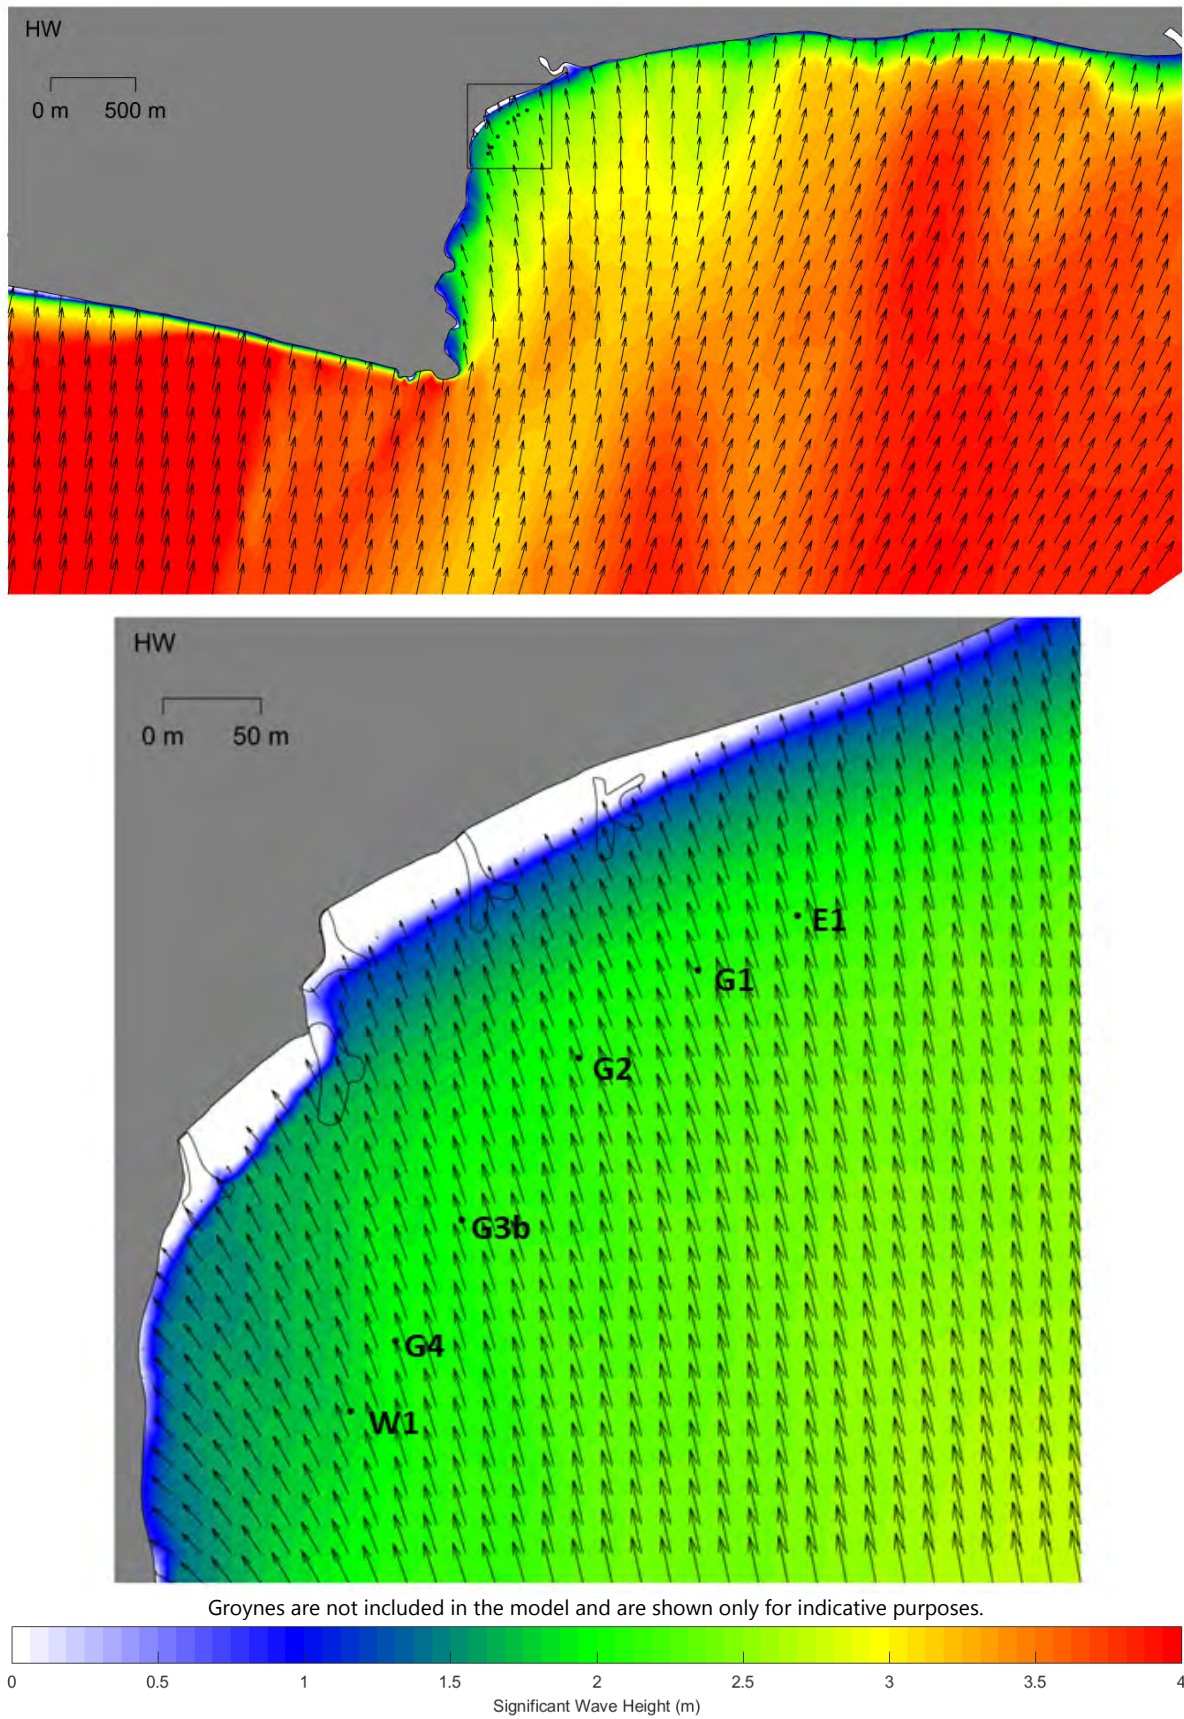 HW
0 m 500 m
HW
0 m 50 m
E1
G1
G2
G3b
G4
W1
Groynes are not included in the model and are shown only for indicative purposes.
0 0.5 1 1.5 2 2.5 3 3.5 4
Significant Wave Height (m)